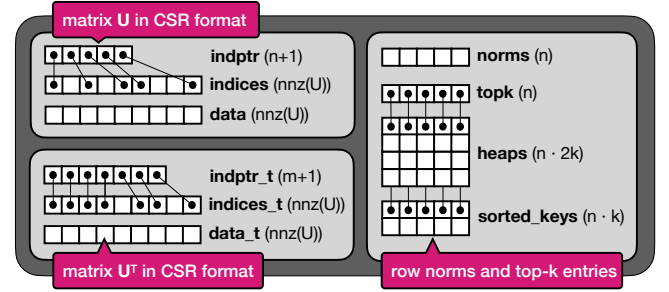 matrix U in CSR format
indptr (n+1)
indices (nnz(U))
data (nnz(U))
indptr_t (m+1)
indices_t (nnz(U))
data_t (nnz(U))
matrix Uᵀ in CSR format
norms (n)
topk (n)
heaps (n · 2k)
sorted_keys (n · k)
row norms and top-k entries